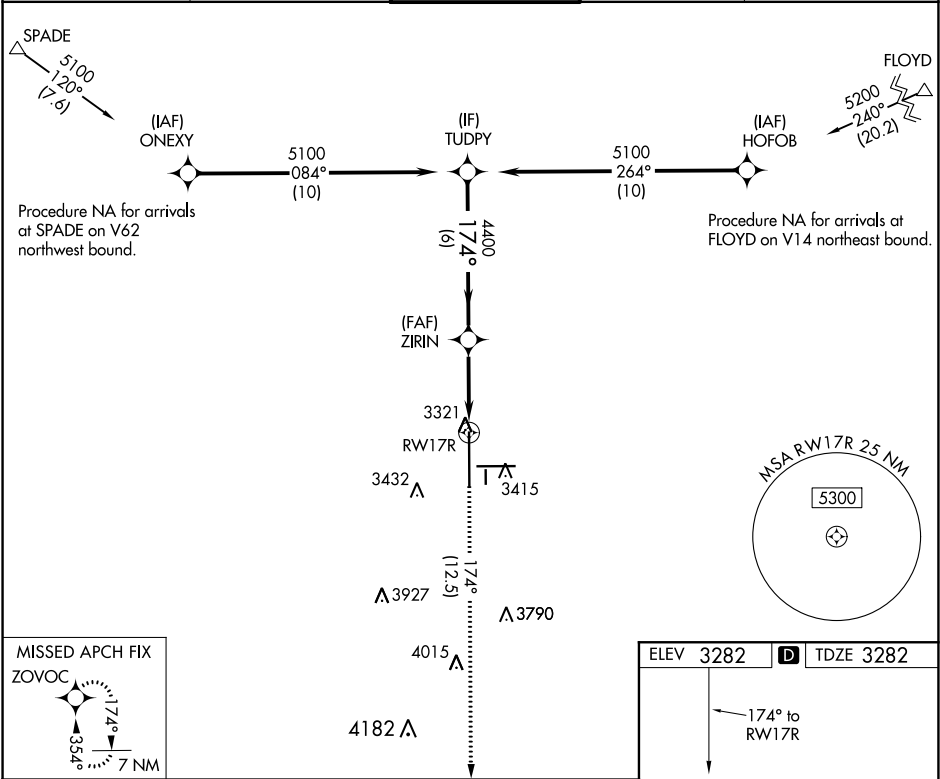 SPADE
5100
120°
(7.6)
FLOYD
5200
240°
(20.2)
(IAF)
ONEXY
(IF)
TUDPY
(IAF)
HOFOB
5100
084°
(10)
5100
264°
(10)
Procedure NA for arrivals
at SPADE on V62
northwest bound.
Procedure NA for arrivals at
FLOYD on V14 northeast bound.
4400
174°
(6)
(FAF)
ZIRIN
3321
RW17R
3432
3415
MSA RW17R 25 NM
5300
174°
(12.5)
3927
3790
4015
4182
MISSED APCH FIX
ZOVOC
174°
354°
7 NM
ELEV 3282 D TDZE 3282
174° to
RW17R